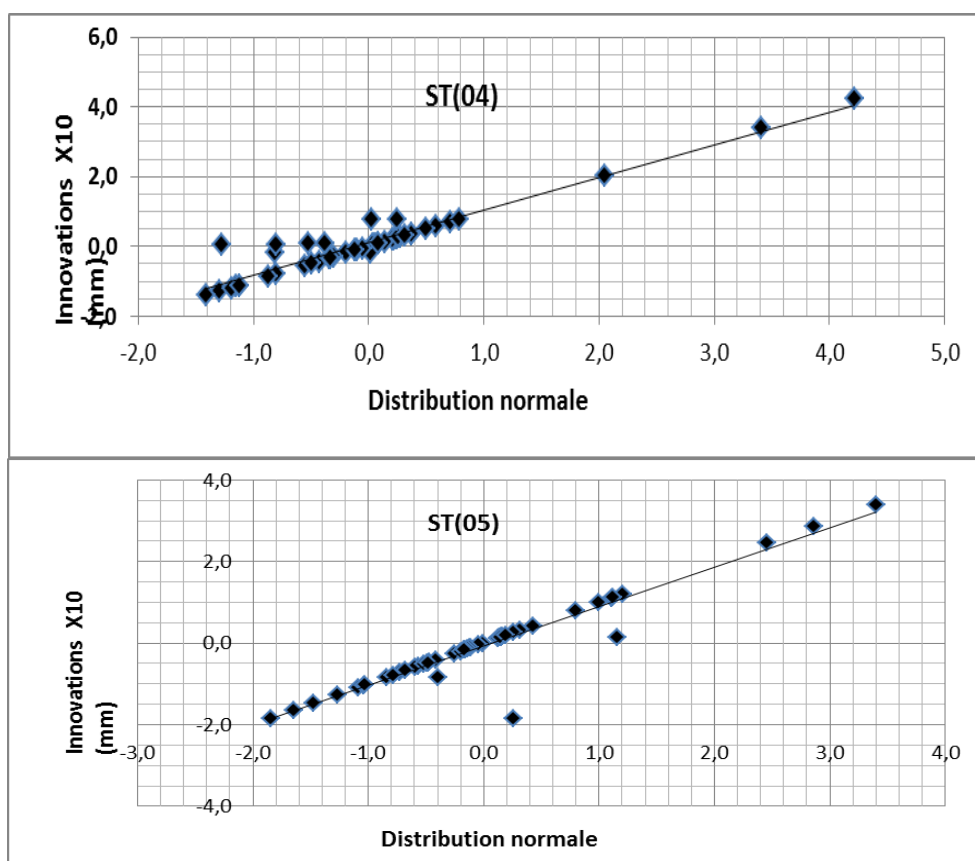 6,0
ST(04)
4,0
2,0
0,0
-2,0
Innovations X10
(mm)
-2,0 -1,0 0,0 1,0 2,0 3,0 4,0 5,0
Distribution normale
4,0
ST(05)
2,0
0,0
-2,0
-4,0
Innovations X10
(mm)
-3,0 -2,0 -1,0 0,0 1,0 2,0 3,0 4,0
Distribution normale